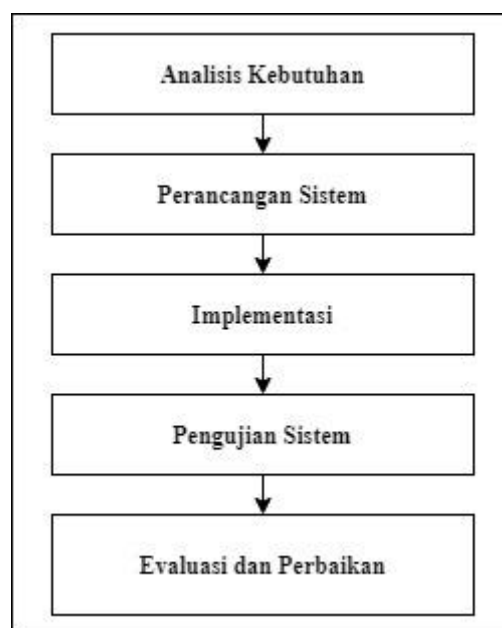 Analisis Kebutuhan
Perancangan Sistem
Implementasi
Pengujian Sistem
Evaluasi dan Perbaikan